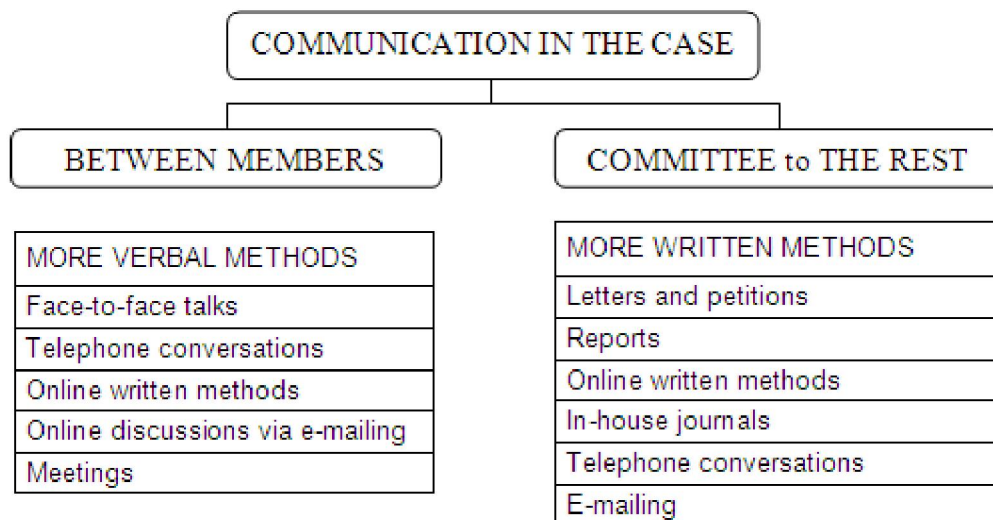 COMMUNICATION IN THE CASE
BETWEEN MEMBERS
MORE VERBAL METHODS
Face-to-face talks
Telephone conversations
Online written methods
Online discussions via e-mailing
Meetings
COMMITTEE to THE REST
MORE WRITTEN METHODS
Letters and petitions
Reports
Online written methods
In-house journals
Telephone conversations
E-mailing